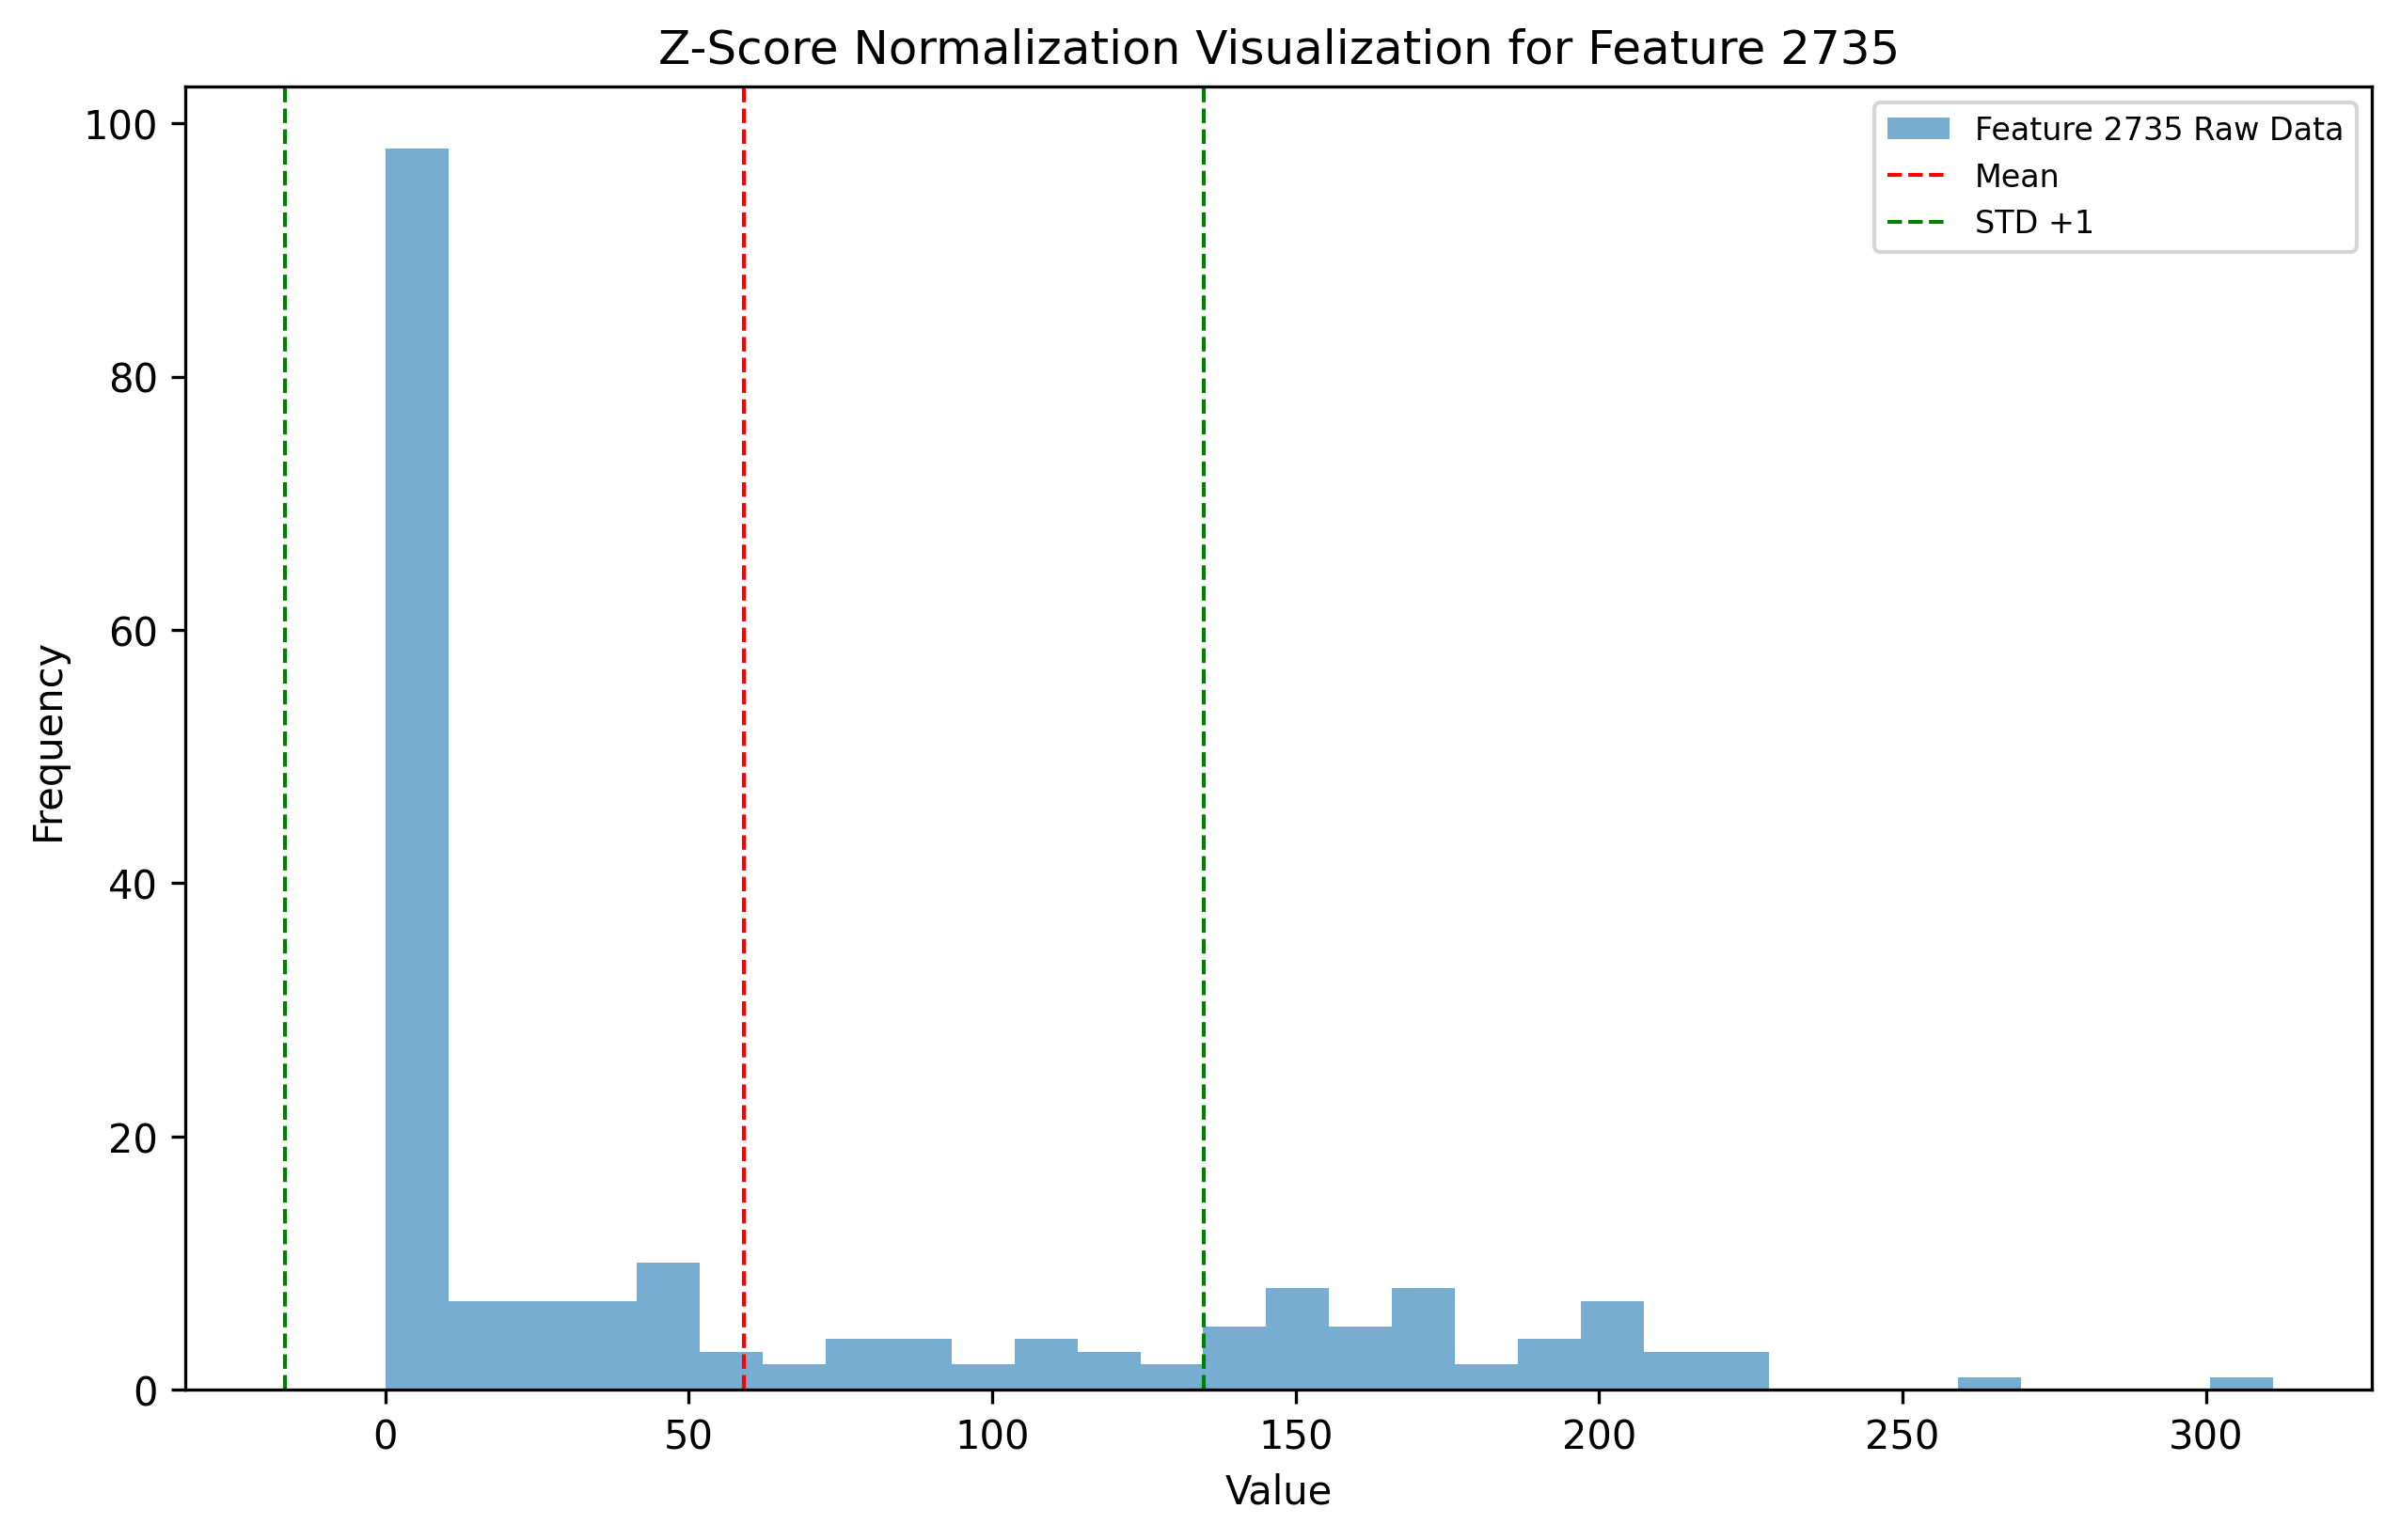 Z-Score Normalization Visualization for Feature 2735
Feature 2735 Raw Data
Mean
STD +1
100
80
60
40
20
0
Frequency
0 50 100 150 200 250 300
Value